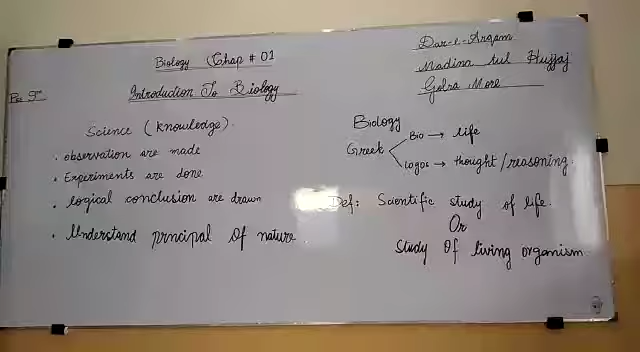 Biology Chap # 01
Introduction To Biology
Dar-e-Arqam
Madina tul Hujjaj
Golra More
Science (knowledge).
• observation are made
• Experiments are done
• logical conclusion are drawn
• Understand prncipal of nature
Biology
Greek
Bio → life
Logos → thought/reasoning.
Def: Scientific study of life.
Or
Study of living organism.